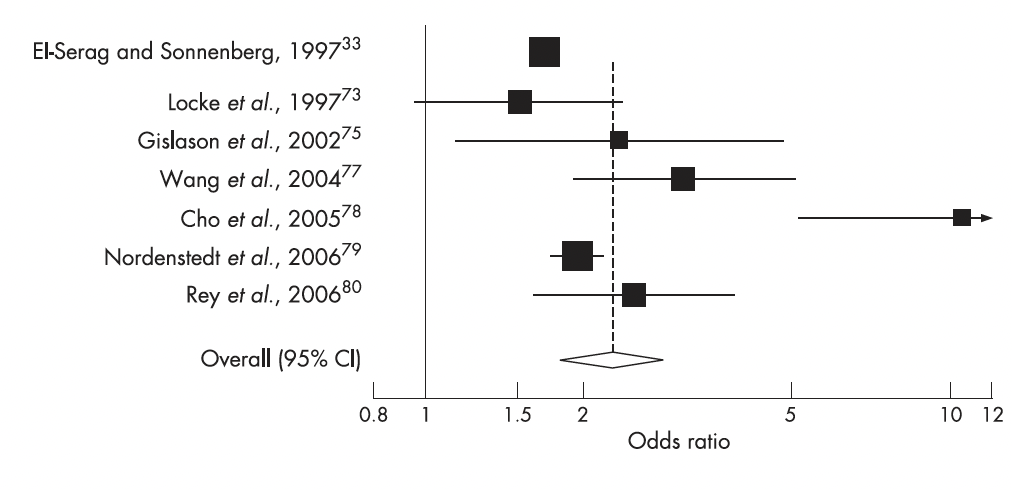 El-Serag and Sonnenberg, 1997³³
Locke et al., 1997⁷³
Gislason et al., 2002⁷⁵
Wang et al., 2004⁷⁷
Cho et al., 2005⁷⁸
Nordenstedt et al., 2006⁷⁹
Rey et al., 2006⁸⁰
Overall (95% CI)
0.8 1 1.5 2 5 10 12
Odds ratio